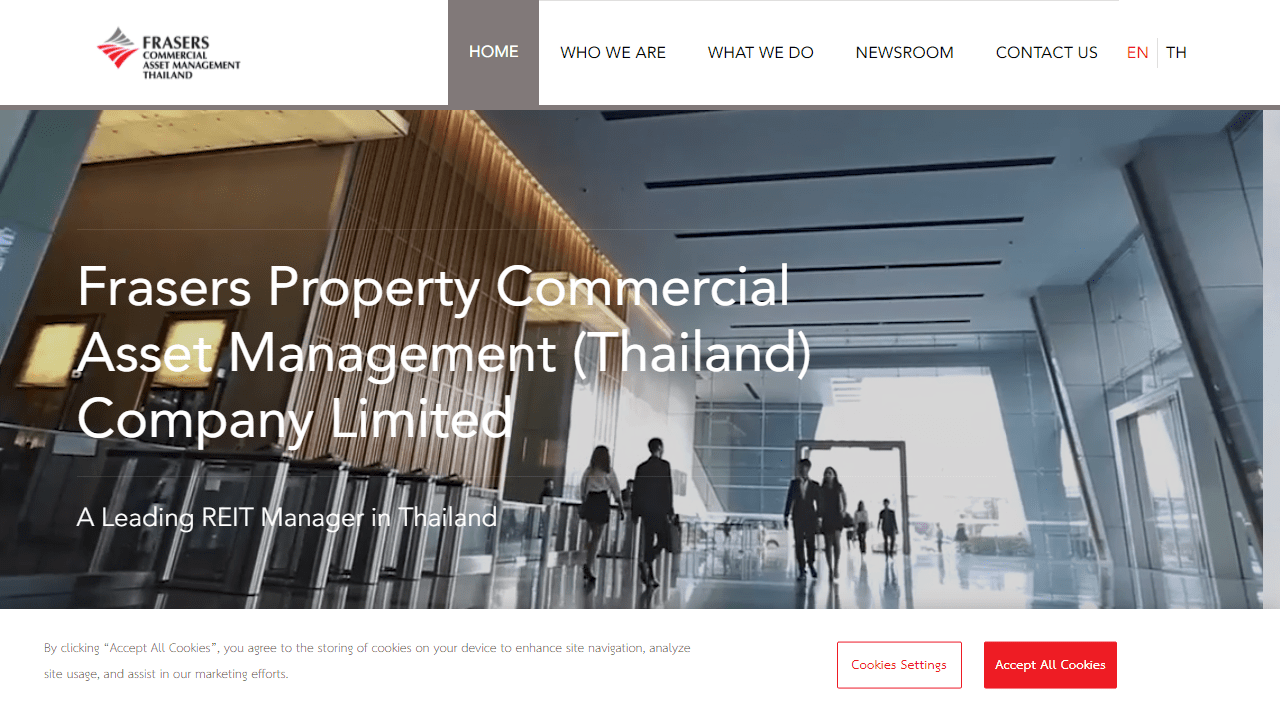 FRASERS
COMMERCIAL
ASSET MANAGEMENT
THAILAND
HOME
WHO WE ARE
WHAT WE DO
NEWSROOM
CONTACT US
EN
TH
Frasers Property Commercial
Asset Management (Thailand)
Company Limited
A Leading REIT Manager in Thailand
By clicking “Accept All Cookies”, you agree to the storing of cookies on your device to enhance site navigation, analyze
site usage, and assist in our marketing efforts.
Cookies Settings
Accept All Cookies